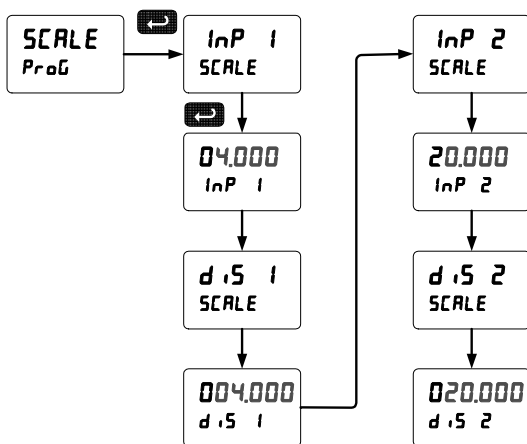 SCALE
ProG
InP 1
SCALE
04.000
InP 1
diS 1
SCALE
004.000
diS 1
InP 2
SCALE
20.000
InP 2
diS 2
SCALE
020.000
diS 2